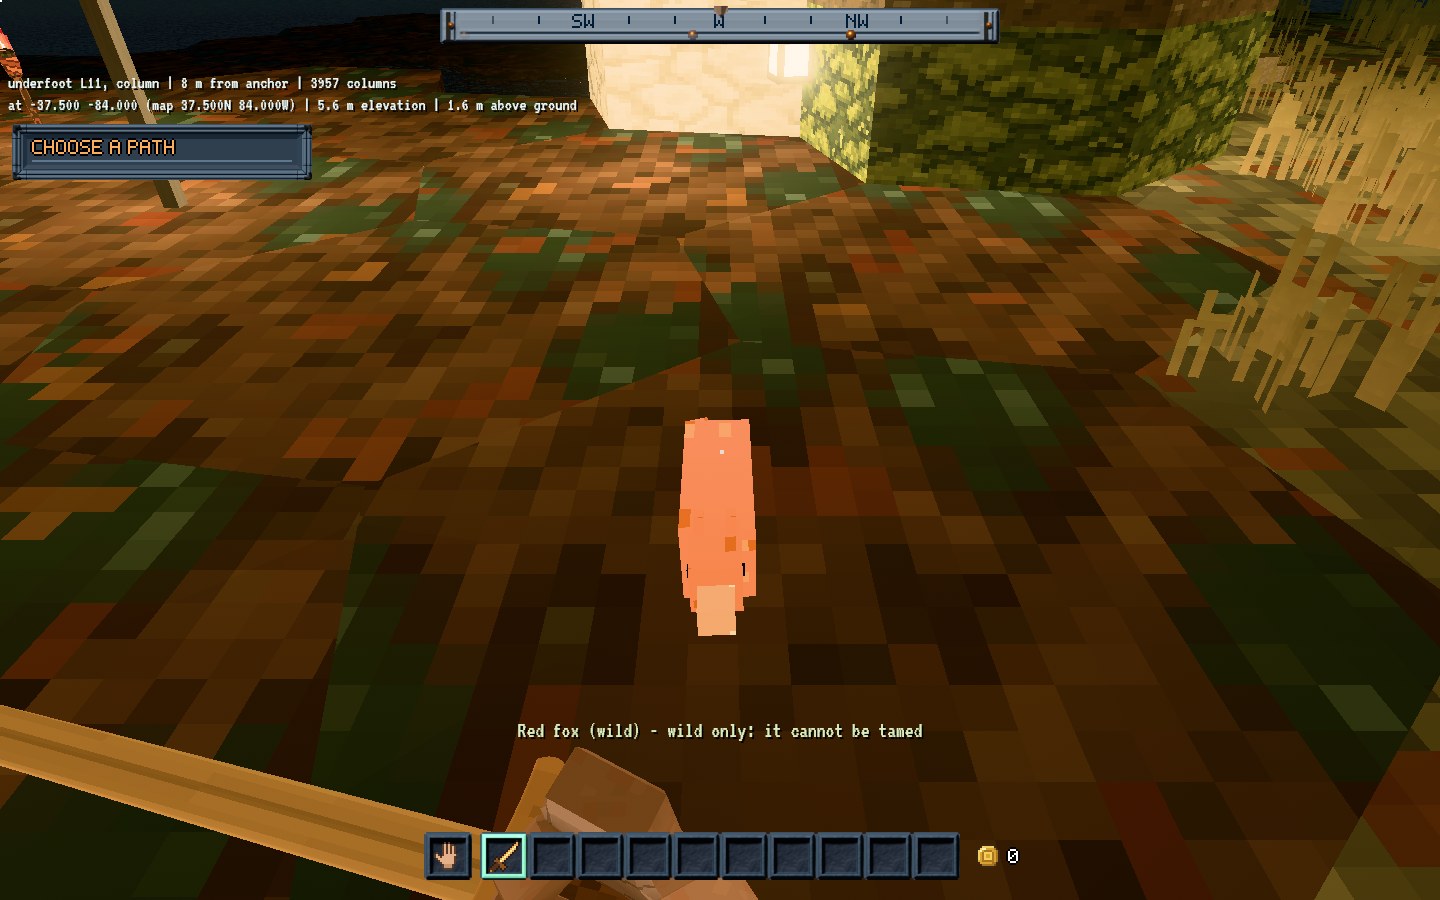 SW W NW
underfoot L11, column | 8 m from anchor | 3957 columns
at -37.500 -84.000 (map 37.500N 84.000W) | 5.6 m elevation | 1.6 m above ground
CHOOSE A PATH
Red fox (wild) - wild only: it cannot be tamed
0